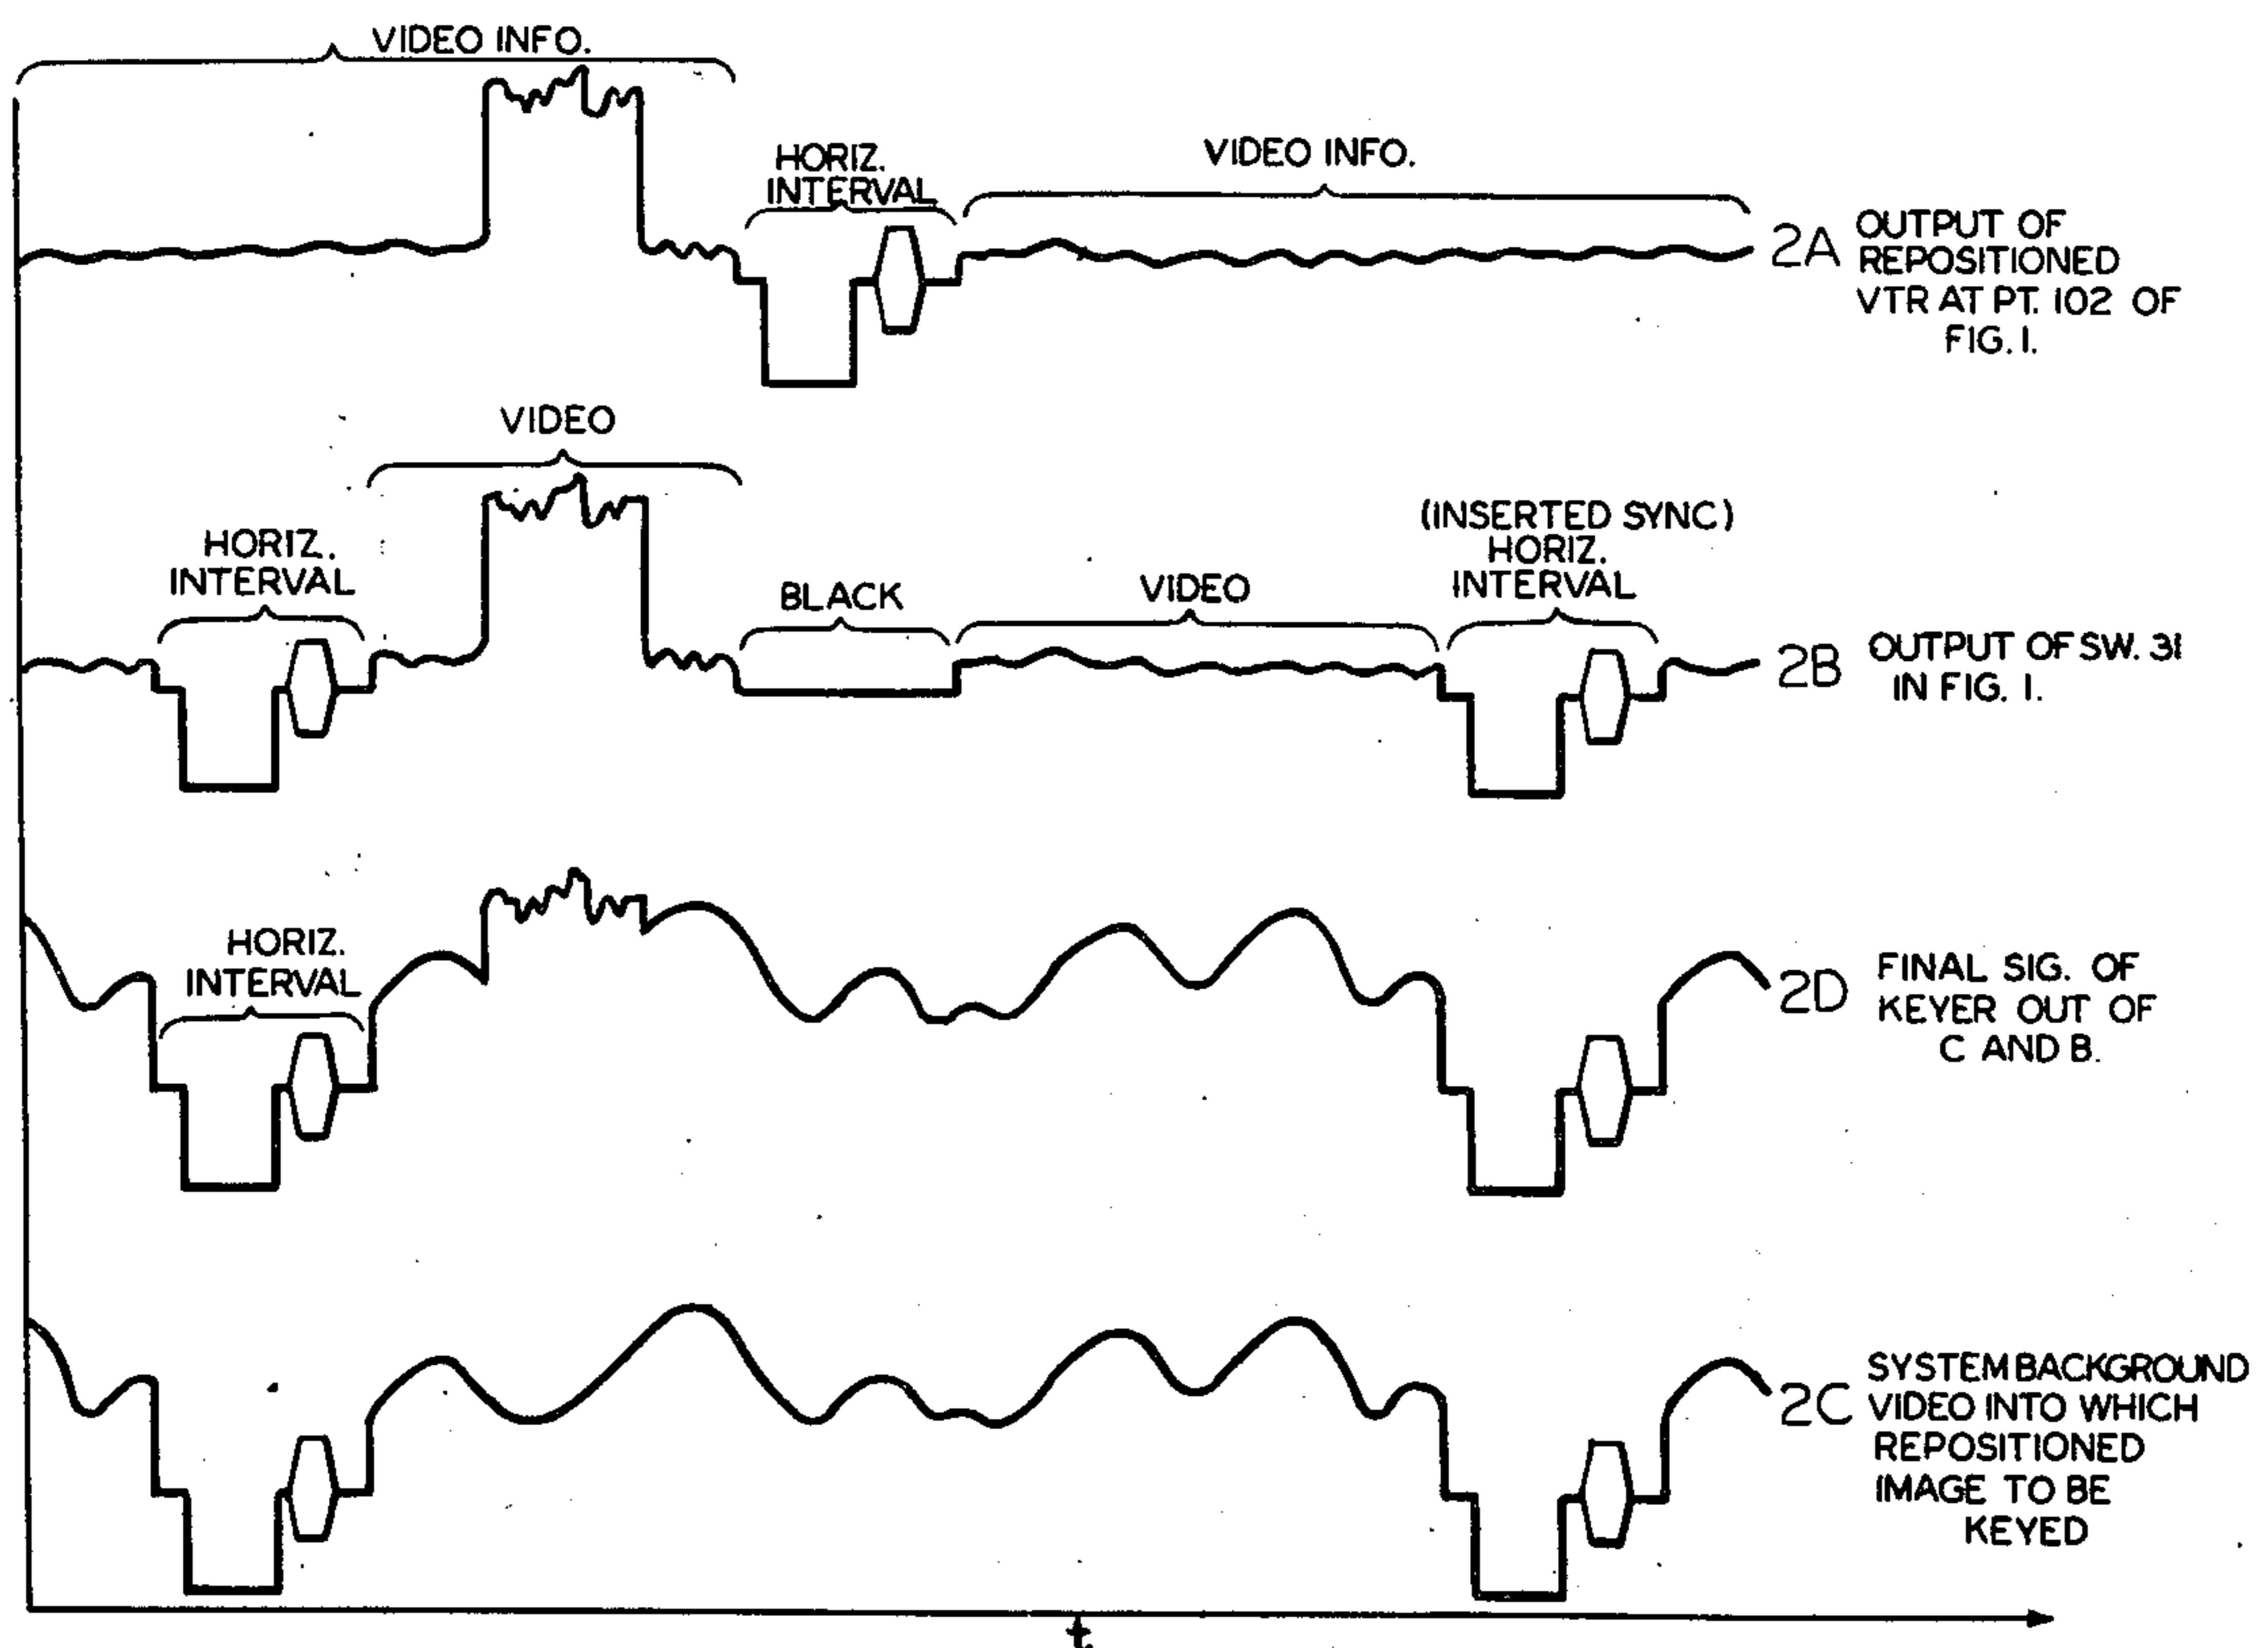 VIDEO INFO.
HORIZ.
INTERVAL
VIDEO INFO.
2A
OUTPUT OF
REPOSITIONED
VTR AT PT. 102 OF
FIG. 1.
VIDEO
HORIZ.
INTERVAL
BLACK
VIDEO
(INSERTED SYNC)
HORIZ.
INTERVAL
2B
OUTPUT OF SW. 31
IN FIG. 1.
HORIZ.
INTERVAL
2D
FINAL SIG. OF
KEYER OUT OF
C AND B.
2C
SYSTEM BACKGROUND
VIDEO INTO WHICH
REPOSITIONED
IMAGE TO BE
KEYED
t